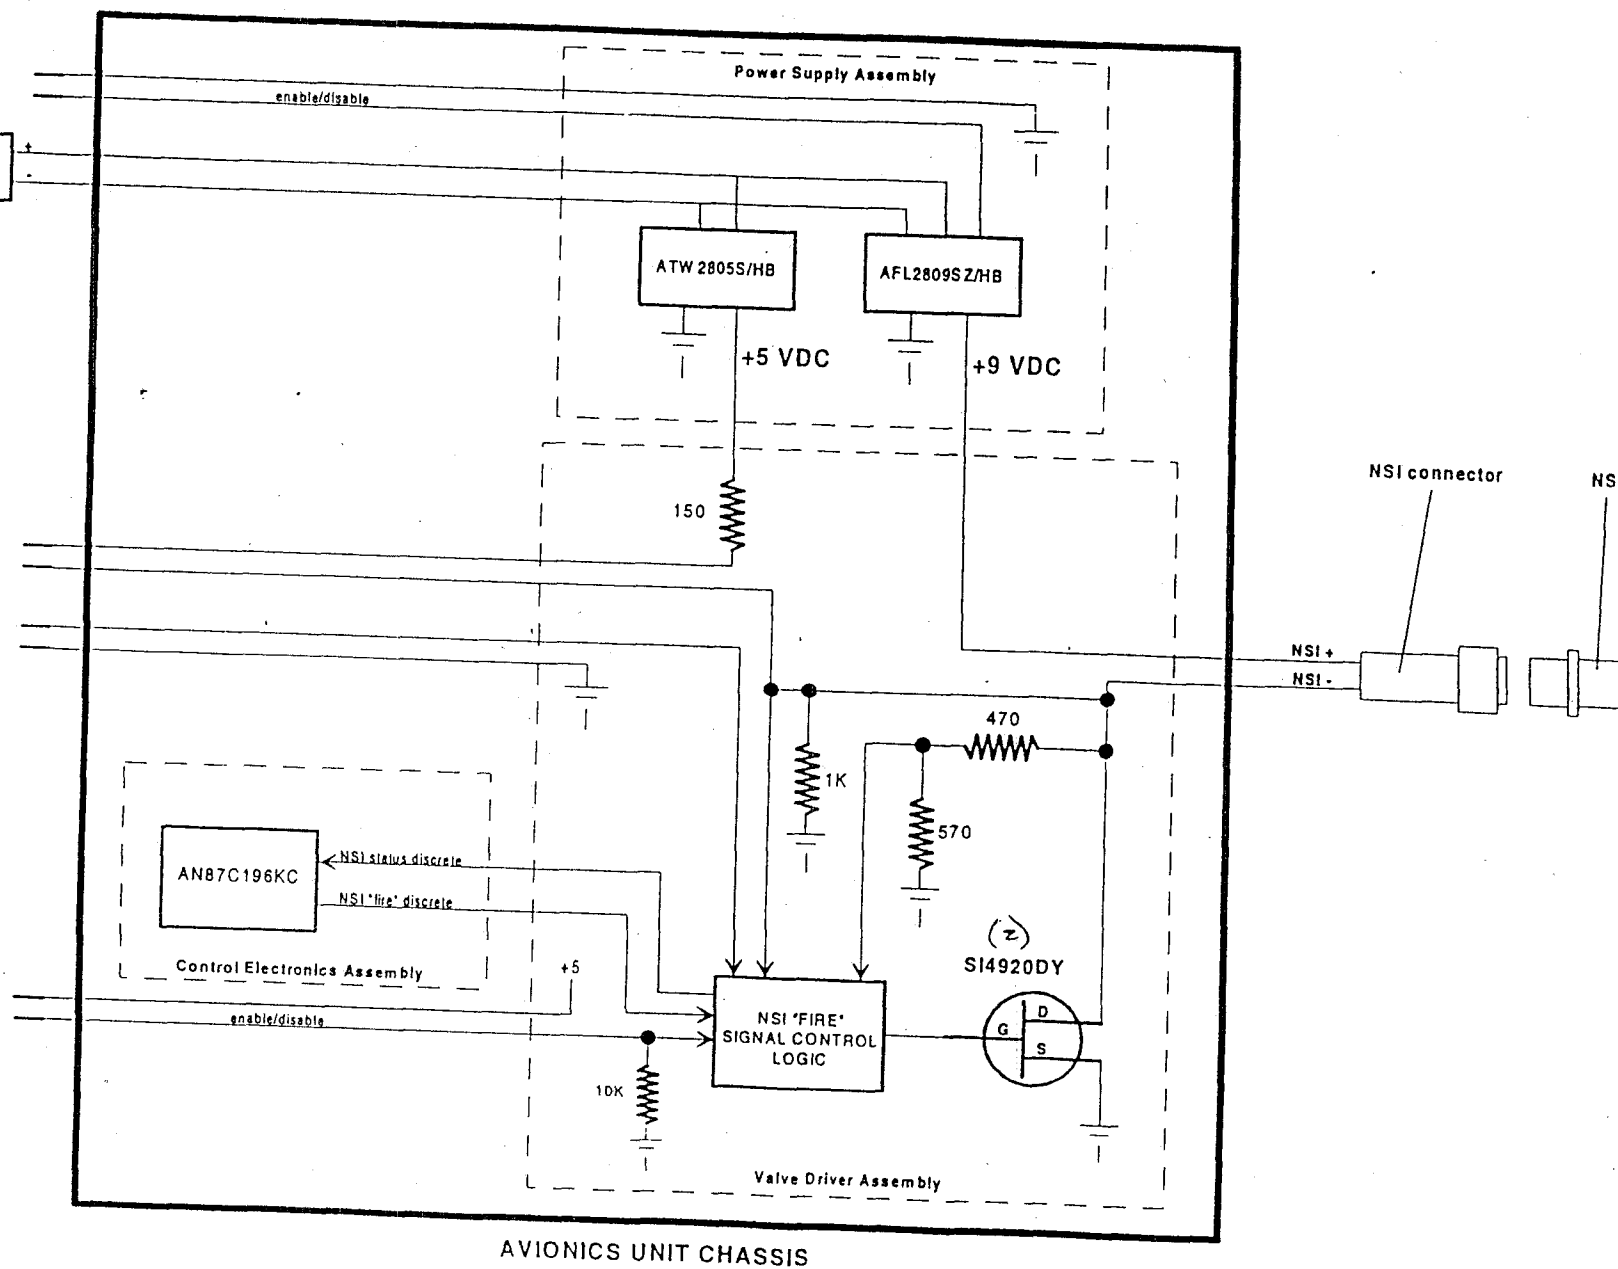 Power Supply Assembly
enable/disable
+
-
ATW2805S/HB
AFL2809SZ/HB
+5 VDC
+9 VDC
150
NSI connector
NS
NSI +
NSI -
470
1K
570
AN87C196KC
NSI status discrete
NSI "fire" discrete
Control Electronics Assembly
+5
enable/disable
(2)
SI4920DY
NSI "FIRE"
SIGNAL CONTROL
LOGIC
G
D
S
10K
Valve Driver Assembly
AVIONICS UNIT CHASSIS